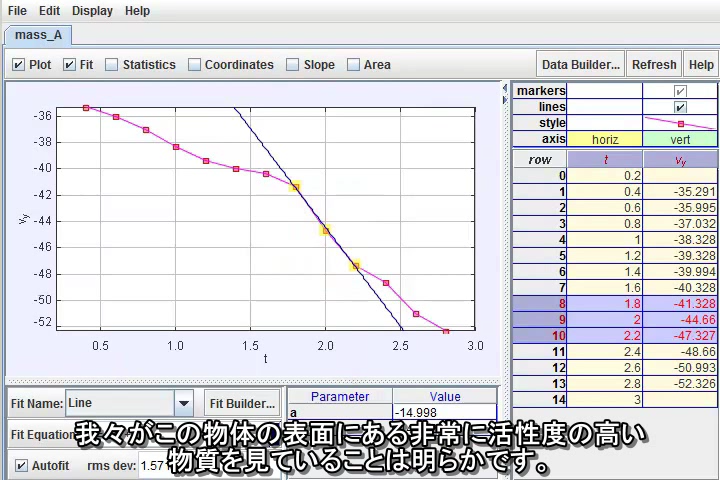 File Edit Display Help
mass_A
Plot Fit Statistics Coordinates Slope Area Data Builder... Refresh Help
markers
lines
style
axis horiz vert
row t vy
0 0.2
1 0.4 -35.291
2 0.6 -35.995
3 0.8 -37.032
4 1 -38.328
5 1.2 -39.328
6 1.4 -39.994
7 1.6 -40.328
8 1.8 -41.328
9 2 -44.66
10 2.2 -47.327
11 2.4 -48.66
12 2.6 -50.993
13 2.8 -52.326
14 3
-36
-38
-40
-42
-44
-46
-48
-50
-52
vy
0.5 1.0 1.5 2.0 2.5 3.0
t
Fit Name: Line Fit Builder...
Parameter Value
a -14.998
Fit Equation
Autofit rms dev: 1.571
我々がこの物体の表面にある非常に活性度の高い
物質を見ていることは明らかです。